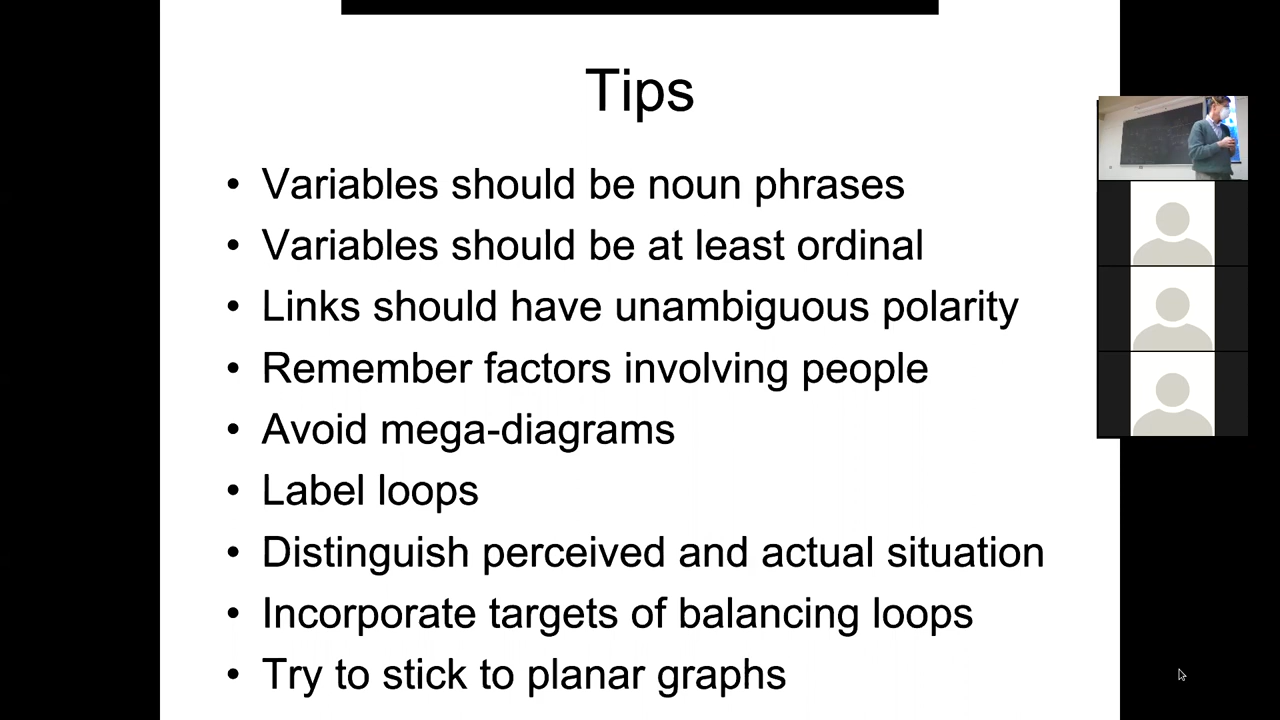 Tips
• Variables should be noun phrases
• Variables should be at least ordinal
• Links should have unambiguous polarity
• Remember factors involving people
• Avoid mega-diagrams
• Label loops
• Distinguish perceived and actual situation
• Incorporate targets of balancing loops
• Try to stick to planar graphs